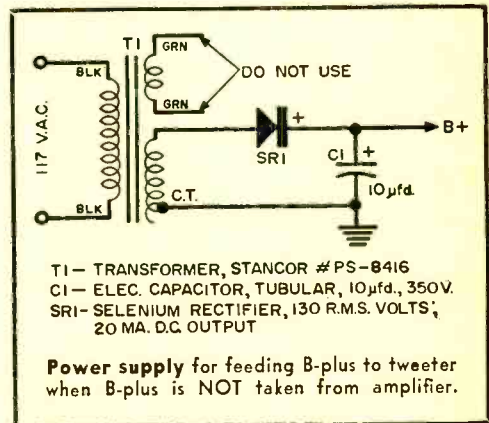 T1
GRN
BLK
DO NOT USE
GRN
117 V.A.C.
+
B+
SR1
C1 +
10µfd.
C.T.
BLK
T1— TRANSFORMER, STANCOR #PS-8416
C1— ELEC. CAPACITOR, TUBULAR, 10µfd., 350V.
SR1- SELENIUM RECTIFIER, 130 R.M.S. VOLTS;
20 MA. D.C. OUTPUT
Power supply for feeding B-plus to tweeter
when B-plus is NOT taken from amplifier.